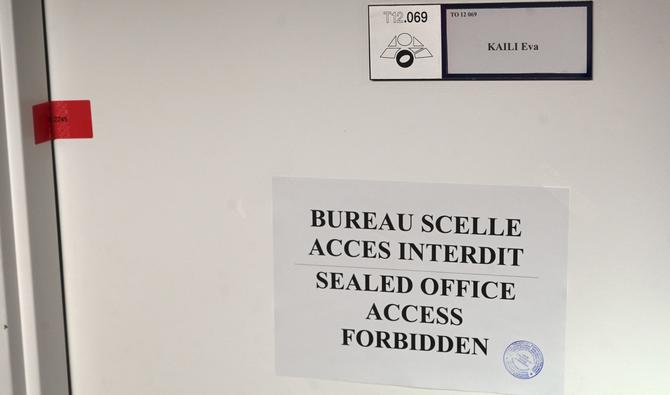 T12.069
TO 12 069
KAILI Eva
BUREAU SCELLE
ACCES INTERDIT
SEALED OFFICE
ACCESS
FORBIDDEN